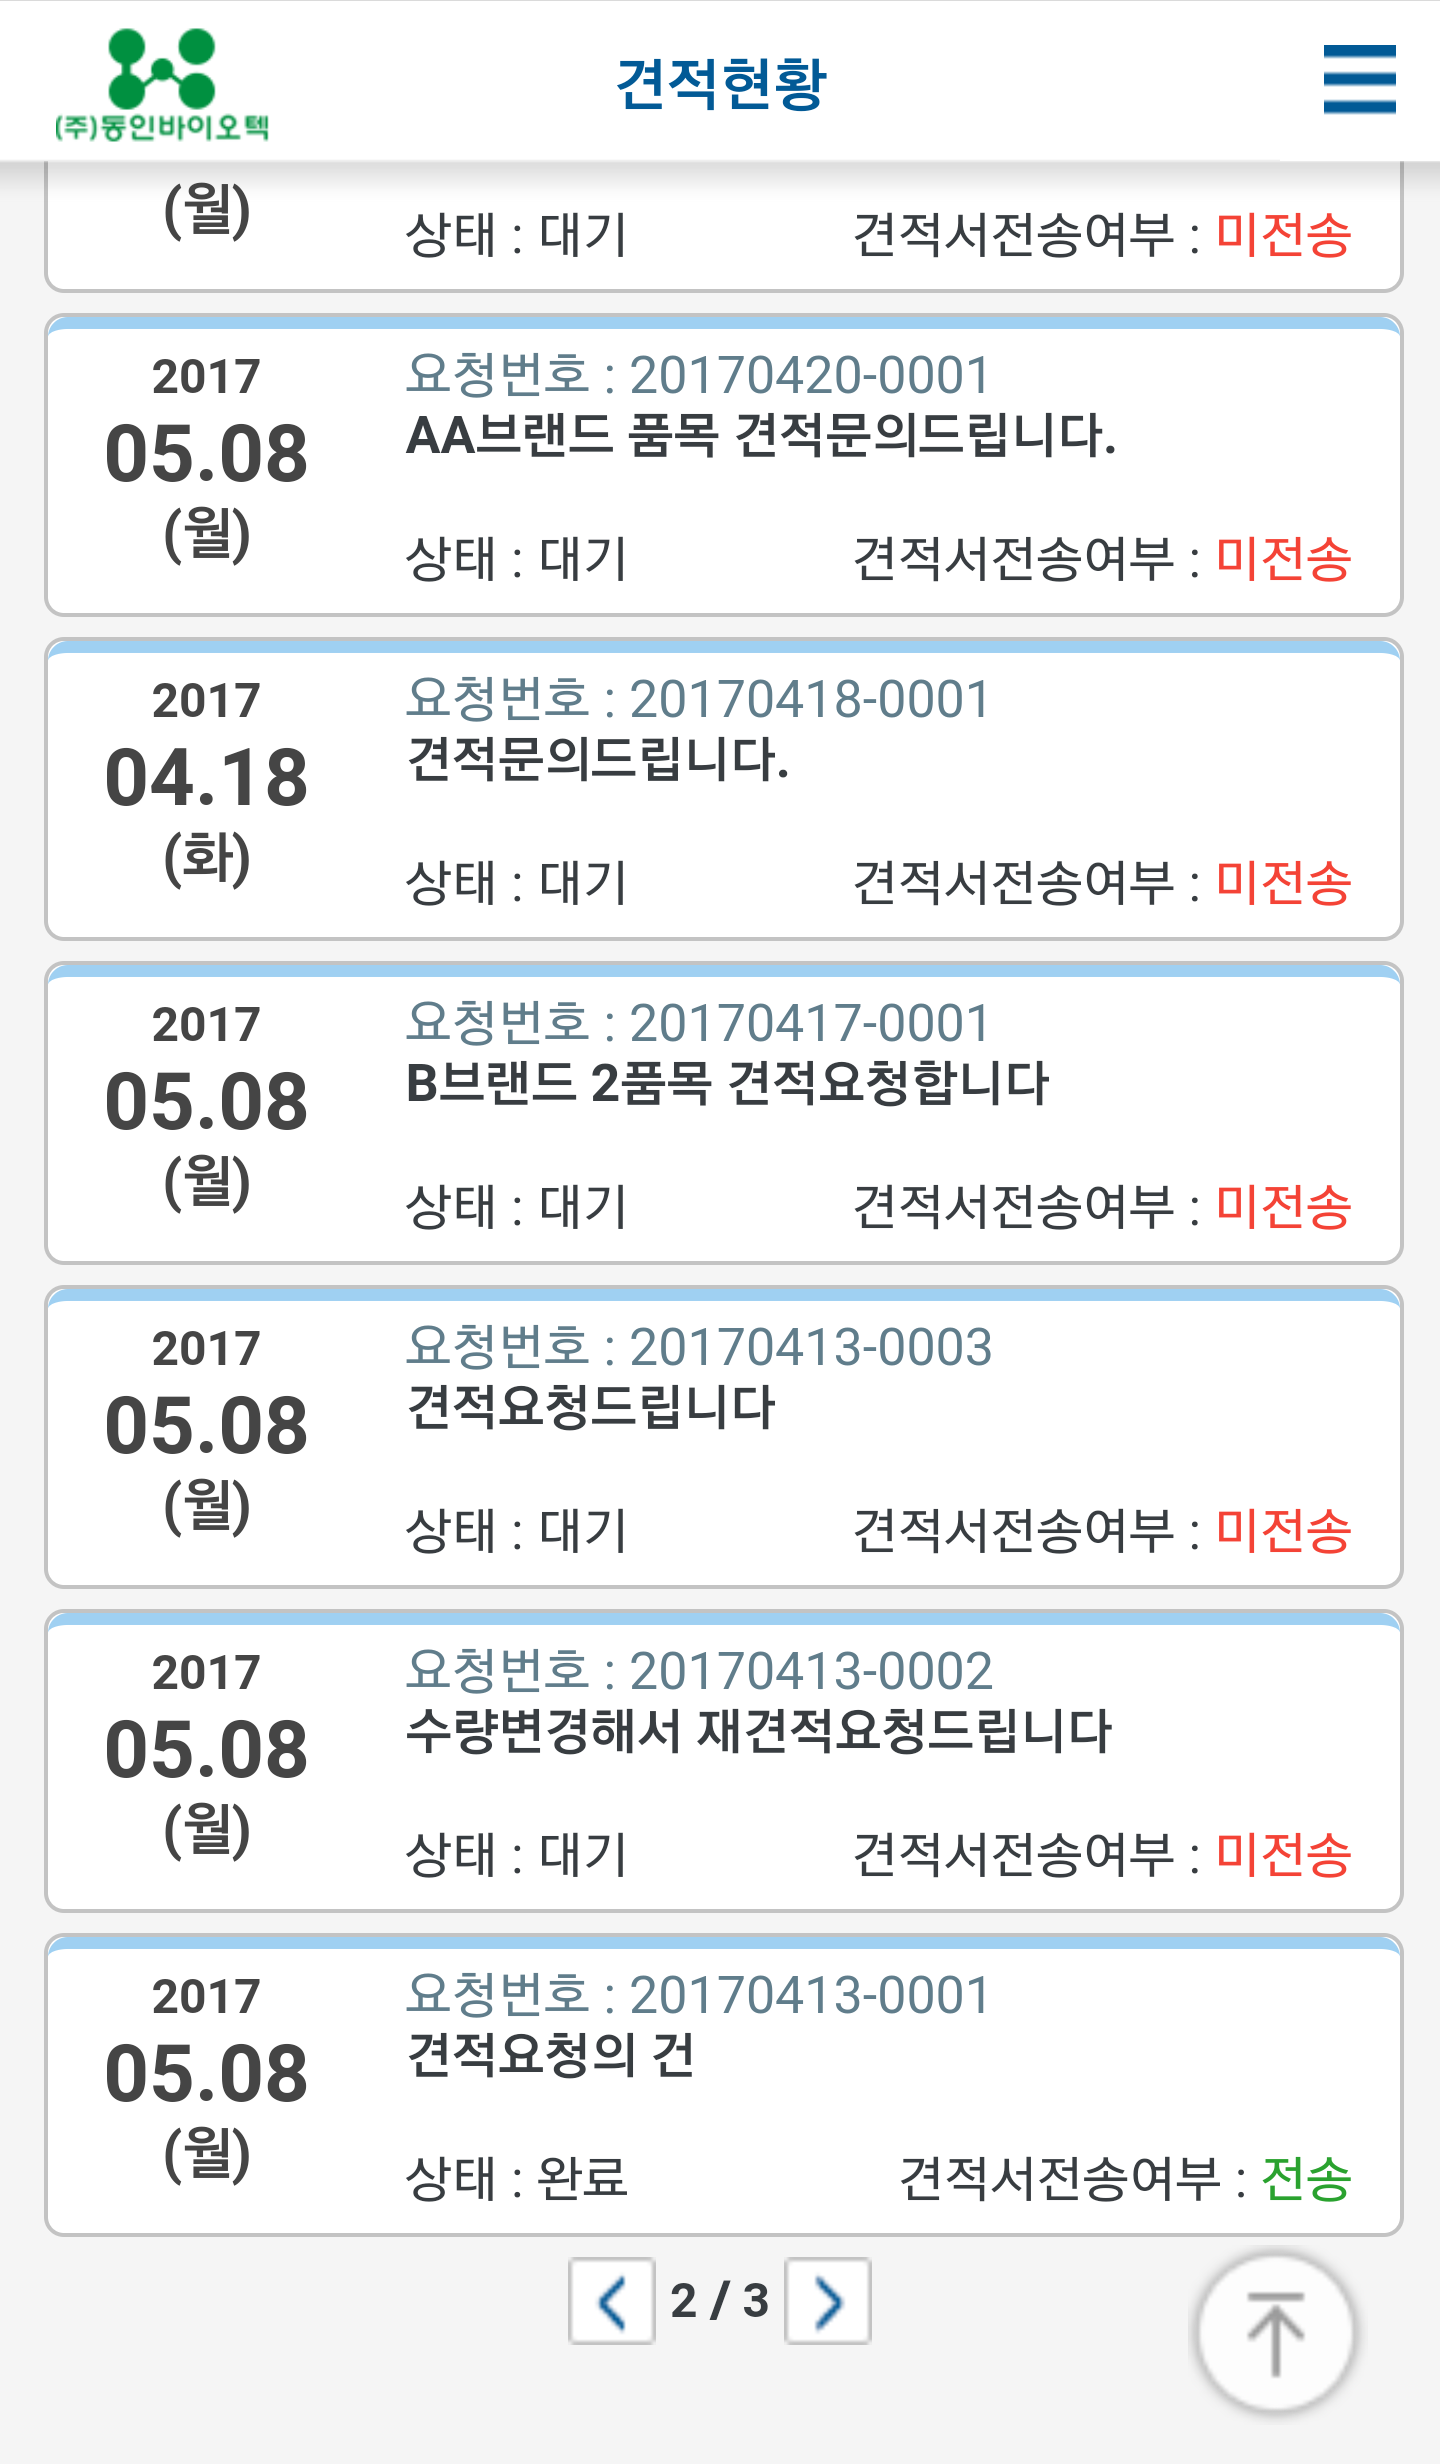 (주)동인바이오텍
견적현황
(월)
상태 : 대기 견적서전송여부 : 미전송
2017
05.08
(월)
요청번호 : 20170420-0001
AA브랜드 품목 견적문의드립니다.
상태 : 대기 견적서전송여부 : 미전송
2017
04.18
(화)
요청번호 : 20170418-0001
견적문의드립니다.
상태 : 대기 견적서전송여부 : 미전송
2017
05.08
(월)
요청번호 : 20170417-0001
B브랜드 2품목 견적요청합니다
상태 : 대기 견적서전송여부 : 미전송
2017
05.08
(월)
요청번호 : 20170413-0003
견적요청드립니다
상태 : 대기 견적서전송여부 : 미전송
2017
05.08
(월)
요청번호 : 20170413-0002
수량변경해서 재견적요청드립니다
상태 : 대기 견적서전송여부 : 미전송
2017
05.08
(월)
요청번호 : 20170413-0001
견적요청의 건
상태 : 완료 견적서전송여부 : 전송
2 / 3